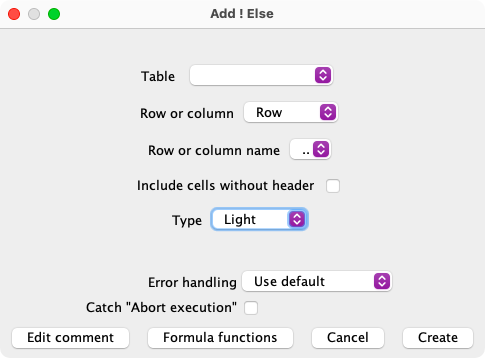 Add ! Else
Table
Row or column Row
Row or column name ..
Include cells without header
Type Light
Error handling Use default
Catch "Abort execution"
Edit comment Formula functions Cancel Create